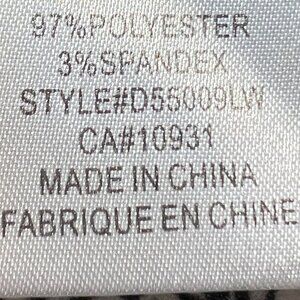 97%POLYESTER
3%SPANDEX
STYLE#D55009LW
CA#10931
MADE IN CHINA
FABRIQUE EN CHINE